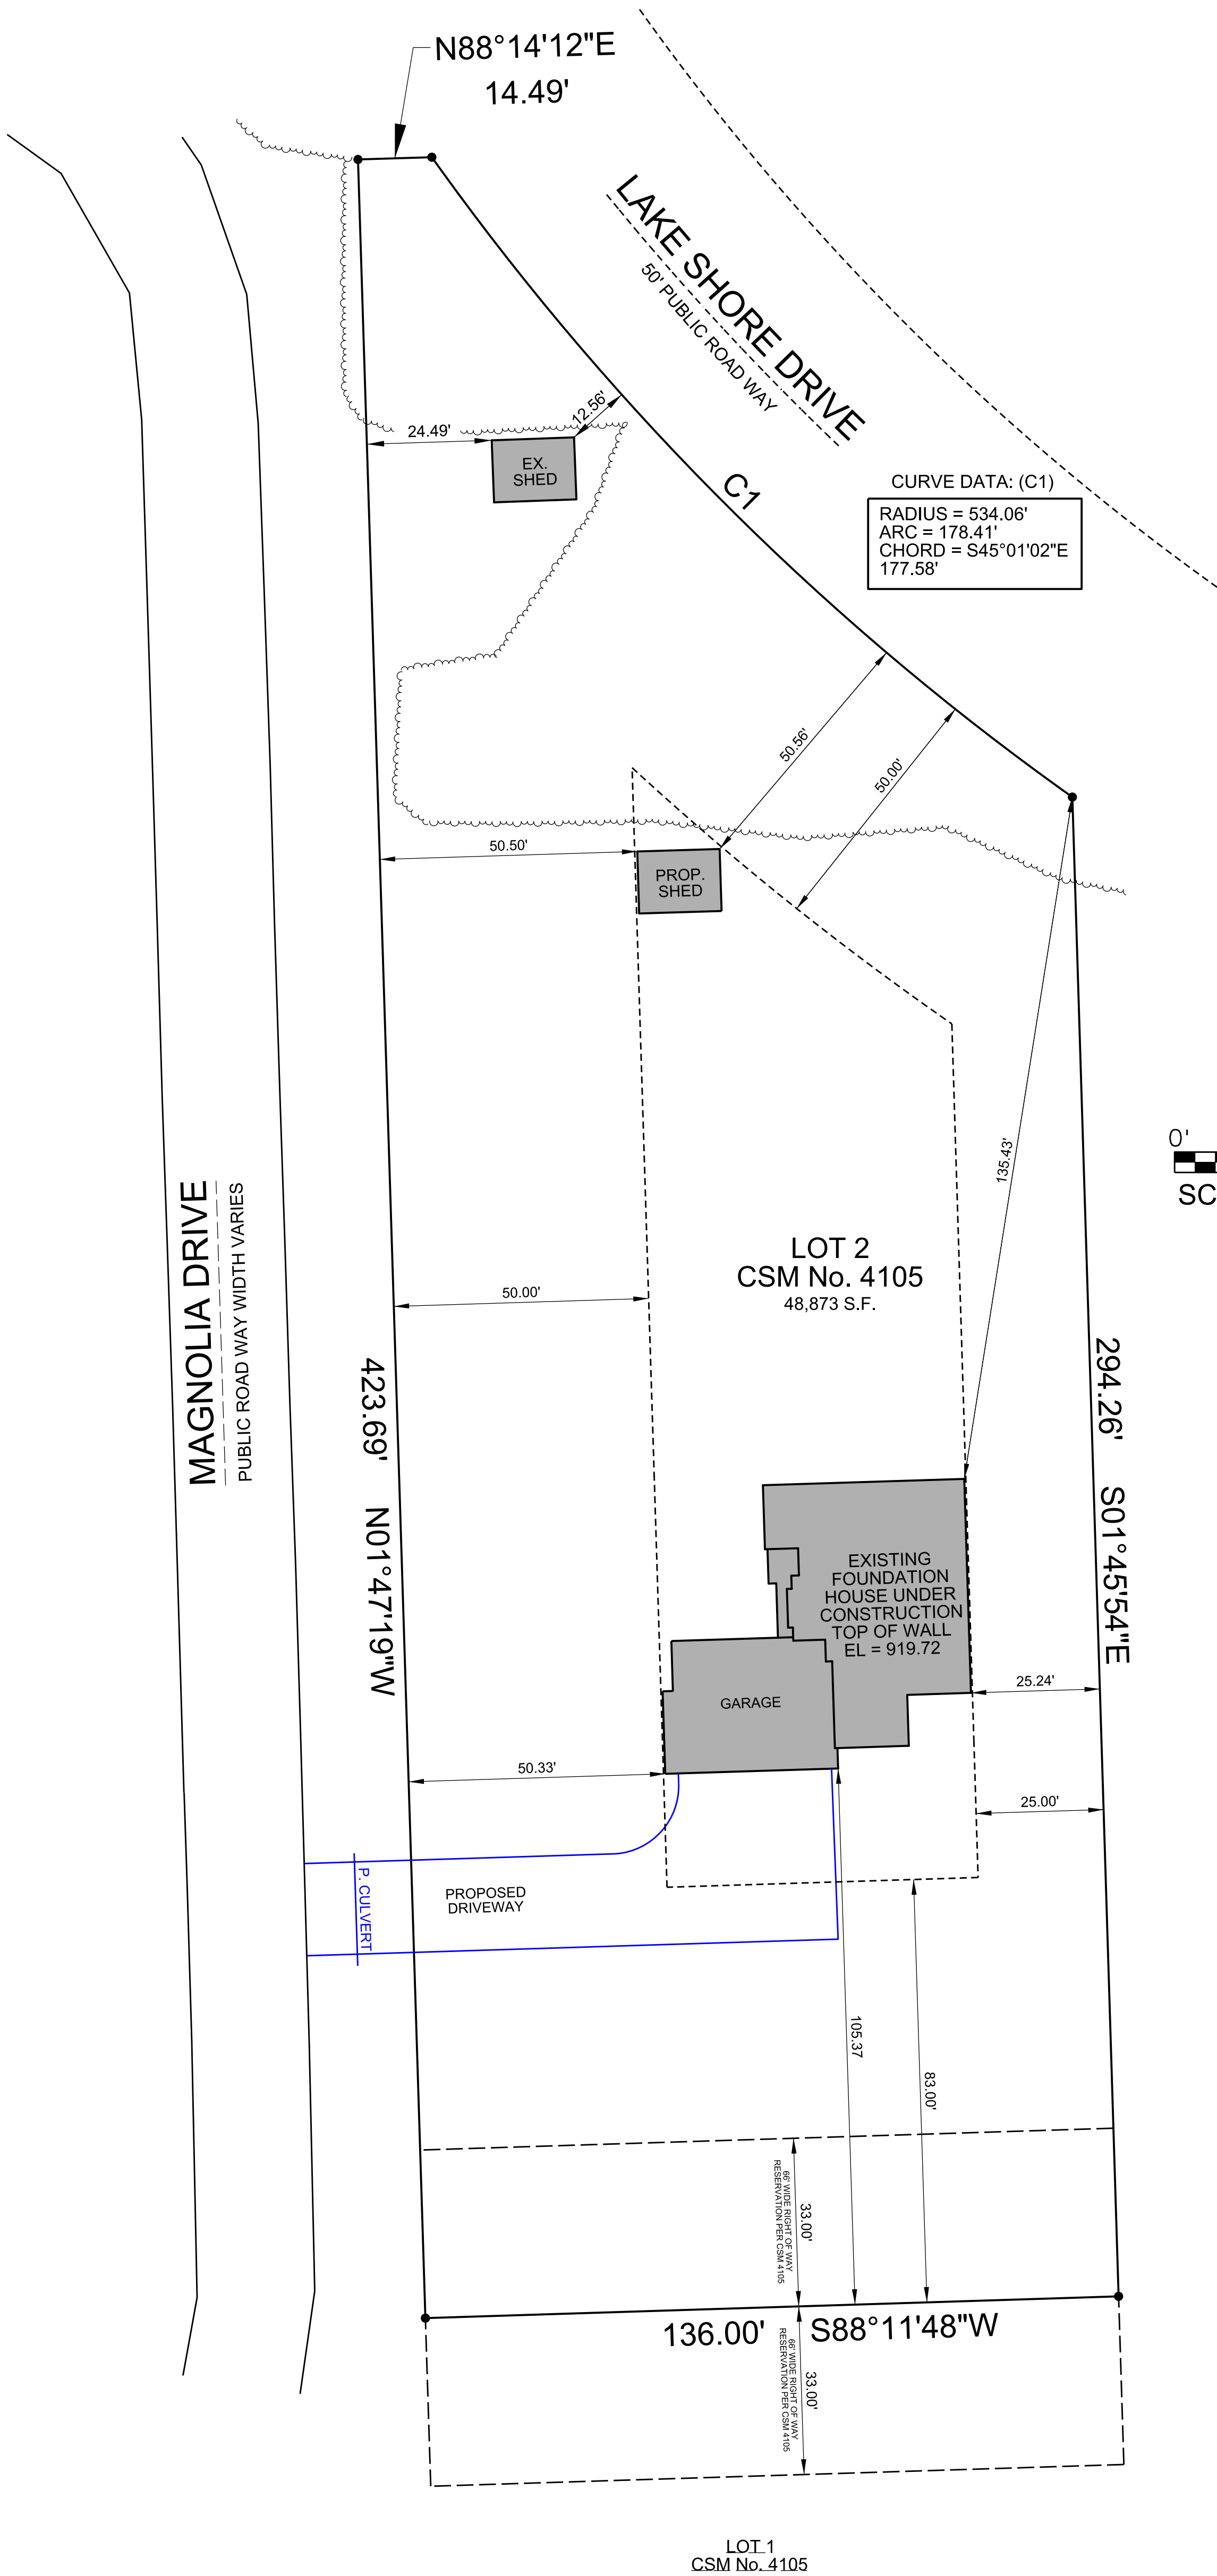 N88°14'12"E
14.49'
LAKE SHORE DRIVE
50' PUBLIC ROAD WAY
12.56'
24.49'
EX.
SHED
C1
CURVE DATA: (C1)
RADIUS = 534.06'
ARC = 178.41'
CHORD = S45°01'02"E
177.58'
50.56'
50.00'
50.50'
PROP.
SHED
135.43'
0'
SC
MAGNOLIA DRIVE
PUBLIC ROAD WAY WIDTH VARIES
LOT 2
CSM No. 4105
48,873 S.F.
50.00'
423.69' N01°47'19"W
294.26' S01°45'54"E
EXISTING
FOUNDATION
HOUSE UNDER
CONSTRUCTION
TOP OF WALL
EL = 919.72
GARAGE
25.24'
50.33'
25.00'
P. CULVERT
PROPOSED
DRIVEWAY
105.37
83.00'
33.00'
66' WIDE RIGHT OF WAY
RESERVATION PER CSM 4105
136.00' S88°11'48"W
33.00'
66' WIDE RIGHT OF WAY
RESERVATION PER CSM 4105
LOT 1
CSM No. 4105